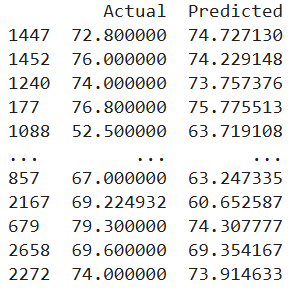 Actual Predicted
1447 72.800000 74.727130
1452 76.000000 74.229148
1240 74.000000 73.757376
177 76.800000 75.775513
1088 52.500000 63.719108
... ... ...
857 67.000000 63.247335
2167 69.224932 60.652587
679 79.300000 74.307777
2658 69.600000 69.354167
2272 74.000000 73.914633